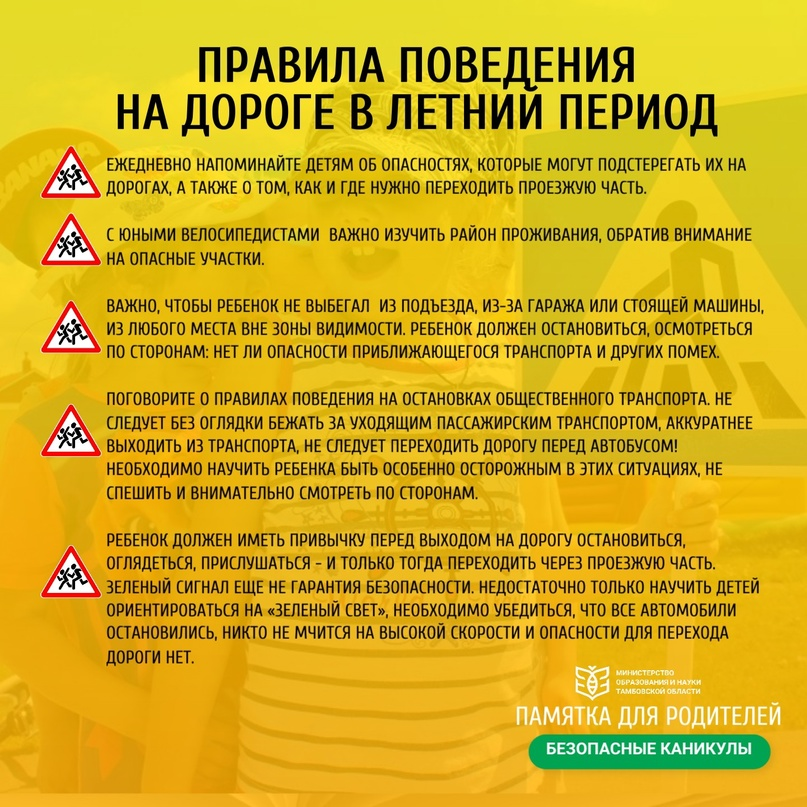 ПРАВИЛА ПОВЕДЕНИЯ
НА ДОРОГЕ В ЛЕТНИЙ ПЕРИОД
ЕЖЕДНЕВНО НАПОМИНАЙТЕ ДЕТЯМ ОБ ОПАСНОСТЯХ, КОТОРЫЕ МОГУТ ПОДСТЕРЕГАТЬ ИХ НА
ДОРОГАХ, А ТАКЖЕ О ТОМ, КАК И ГДЕ НУЖНО ПЕРЕХОДИТЬ ПРОЕЗЖУЮ ЧАСТЬ.
С ЮНЫМИ ВЕЛОСИПЕДИСТАМИ ВАЖНО ИЗУЧИТЬ РАЙОН ПРОЖИВАНИЯ, ОБРАТИВ ВНИМАНИЕ
НА ОПАСНЫЕ УЧАСТКИ.
ВАЖНО, ЧТОБЫ РЕБЕНОК НЕ ВЫБЕГАЛ ИЗ ПОДЪЕЗДА, ИЗ-ЗА ГАРАЖА ИЛИ СТОЯЩЕЙ МАШИНЫ,
ИЗ ЛЮБОГО МЕСТА ВНЕ ЗОНЫ ВИДИМОСТИ. РЕБЕНОК ДОЛЖЕН ОСТАНОВИТЬСЯ, ОСМОТРЕТЬСЯ
ПО СТОРОНАМ: НЕТ ЛИ ОПАСНОСТИ ПРИБЛИЖАЮЩЕГОСЯ ТРАНСПОРТА И ДРУГИХ ПОМЕХ.
ПОГОВОРИТЕ О ПРАВИЛАХ ПОВЕДЕНИЯ НА ОСТАНОВКАХ ОБЩЕСТВЕННОГО ТРАНСПОРТА. НЕ
СЛЕДУЕТ БЕЗ ОГЛЯДКИ БЕЖАТЬ ЗА УХОДЯЩИМ ПАССАЖИРСКИМ ТРАНСПОРТОМ, АККУРАТНЕЕ
ВЫХОДИТЬ ИЗ ТРАНСПОРТА, НЕ СЛЕДУЕТ ПЕРЕХОДИТЬ ДОРОГУ ПЕРЕД АВТОБУСОМ!
НЕОБХОДИМО НАУЧИТЬ РЕБЕНКА БЫТЬ ОСОБЕННО ОСТОРОЖНЫМ В ЭТИХ СИТУАЦИЯХ, НЕ
СПЕШИТЬ И ВНИМАТЕЛЬНО СМОТРЕТЬ ПО СТОРОНАМ.
РЕБЕНОК ДОЛЖЕН ИМЕТЬ ПРИВЫЧКУ ПЕРЕД ВЫХОДОМ НА ДОРОГУ ОСТАНОВИТЬСЯ,
ОГЛЯДЕТЬСЯ, ПРИСЛУШАТЬСЯ - И ТОЛЬКО ТОГДА ПЕРЕХОДИТЬ ЧЕРЕЗ ПРОЕЗЖУЮ ЧАСТЬ.
ЗЕЛЕНЫЙ СИГНАЛ ЕЩЕ НЕ ГАРАНТИЯ БЕЗОПАСНОСТИ. НЕДОСТАТОЧНО ТОЛЬКО НАУЧИТЬ ДЕТЕЙ
ОРИЕНТИРОВАТЬСЯ НА «ЗЕЛЕНЫЙ СВЕТ», НЕОБХОДИМО УБЕДИТЬСЯ, ЧТО ВСЕ АВТОМОБИЛИ
ОСТАНОВИЛИСЬ, НИКТО НЕ МЧИТСЯ НА ВЫСОКОЙ СКОРОСТИ И ОПАСНОСТИ ДЛЯ ПЕРЕХОДА
ДОРОГИ НЕТ.
МИНИСТЕРСТВО
ОБРАЗОВАНИЯ И НАУКИ
ТАМБОВСКОЙ ОБЛАСТИ
ПАМЯТКА ДЛЯ РОДИТЕЛЕЙ
БЕЗОПАСНЫЕ КАНИКУЛЫ